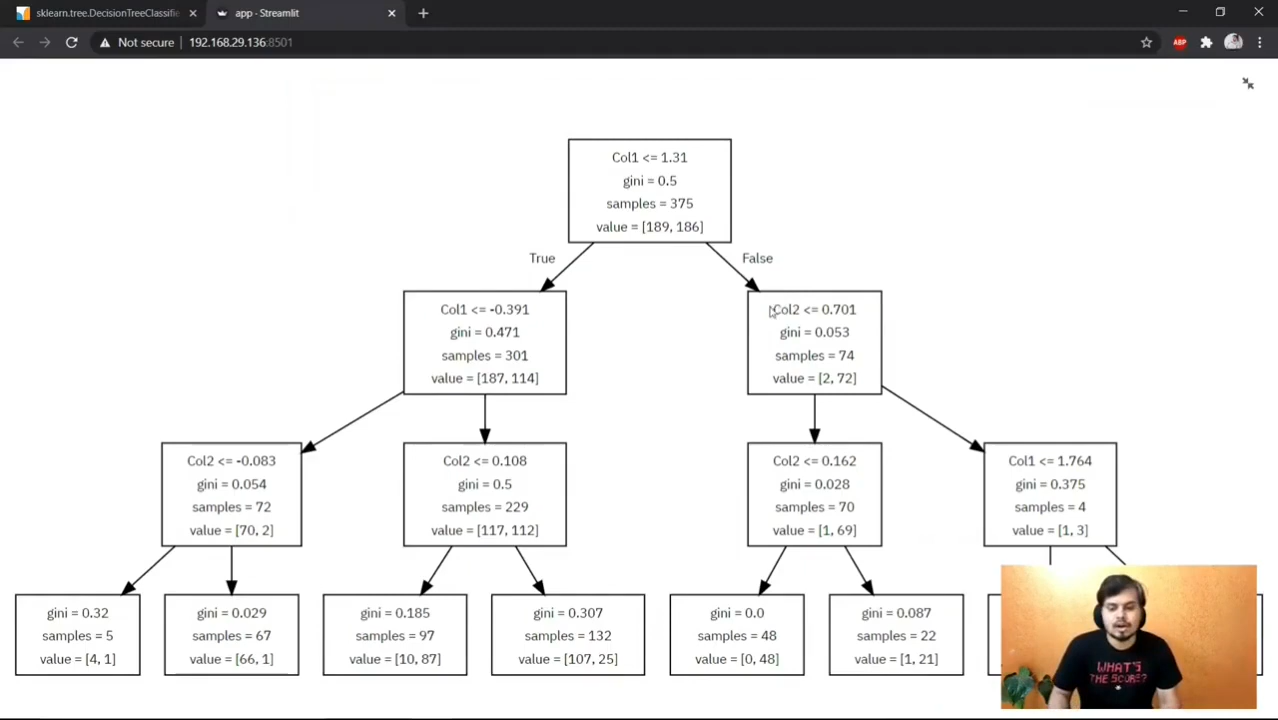 sklearn.tree.DecisionTreeClassifie
app · Streamlit
Not secure
192.168.29.136:8501
ABP
Col1 <= 1.31
gini = 0.5
samples = 375
value = [189, 186]
True
False
Col1 <= -0.391
gini = 0.471
samples = 301
value = [187, 114]
Col2 <= 0.701
gini = 0.053
samples = 74
value = [2, 72]
Col2 <= -0.083
gini = 0.054
samples = 72
value = [70, 2]
Col2 <= 0.108
gini = 0.5
samples = 229
value = [117, 112]
Col2 <= 0.162
gini = 0.028
samples = 70
value = [1, 69]
Col1 <= 1.764
gini = 0.375
samples = 4
value = [1, 3]
gini = 0.32
samples = 5
value = [4, 1]
gini = 0.029
samples = 67
value = [66, 1]
gini = 0.185
samples = 97
value = [10, 87]
gini = 0.307
samples = 132
value = [107, 25]
gini = 0.0
samples = 48
value = [0, 48]
gini = 0.087
samples = 22
value = [1, 21]
WHAT'S
THE SCORE?